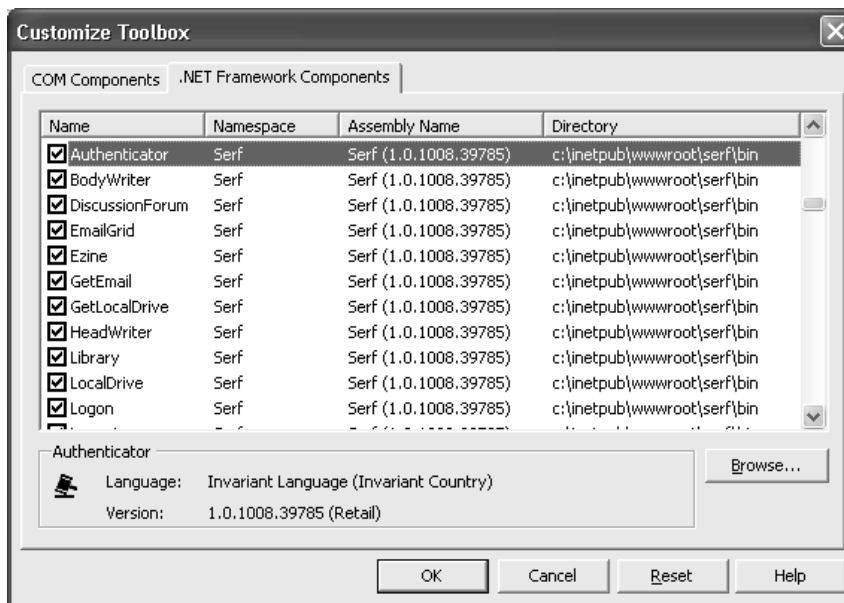 Customize Toolbox
COM Components .NET Framework Components
Name Namespace Assembly Name Directory
Authenticator Serf Serf (1.0.1008.39785) c:\inetpub\wwwroot\serf\bin
BodyWriter Serf Serf (1.0.1008.39785) c:\inetpub\wwwroot\serf\bin
DiscussionForum Serf Serf (1.0.1008.39785) c:\inetpub\wwwroot\serf\bin
EmailGrid Serf Serf (1.0.1008.39785) c:\inetpub\wwwroot\serf\bin
Ezine Serf Serf (1.0.1008.39785) c:\inetpub\wwwroot\serf\bin
GetEmail Serf Serf (1.0.1008.39785) c:\inetpub\wwwroot\serf\bin
GetLocalDrive Serf Serf (1.0.1008.39785) c:\inetpub\wwwroot\serf\bin
HeadWriter Serf Serf (1.0.1008.39785) c:\inetpub\wwwroot\serf\bin
Library Serf Serf (1.0.1008.39785) c:\inetpub\wwwroot\serf\bin
LocalDrive Serf Serf (1.0.1008.39785) c:\inetpub\wwwroot\serf\bin
Logon Serf Serf (1.0.1008.39785) c:\inetpub\wwwroot\serf\bin
Authenticator
Browse...
Language: Invariant Language (Invariant Country)
Version: 1.0.1008.39785 (Retail)
OK Cancel Reset Help